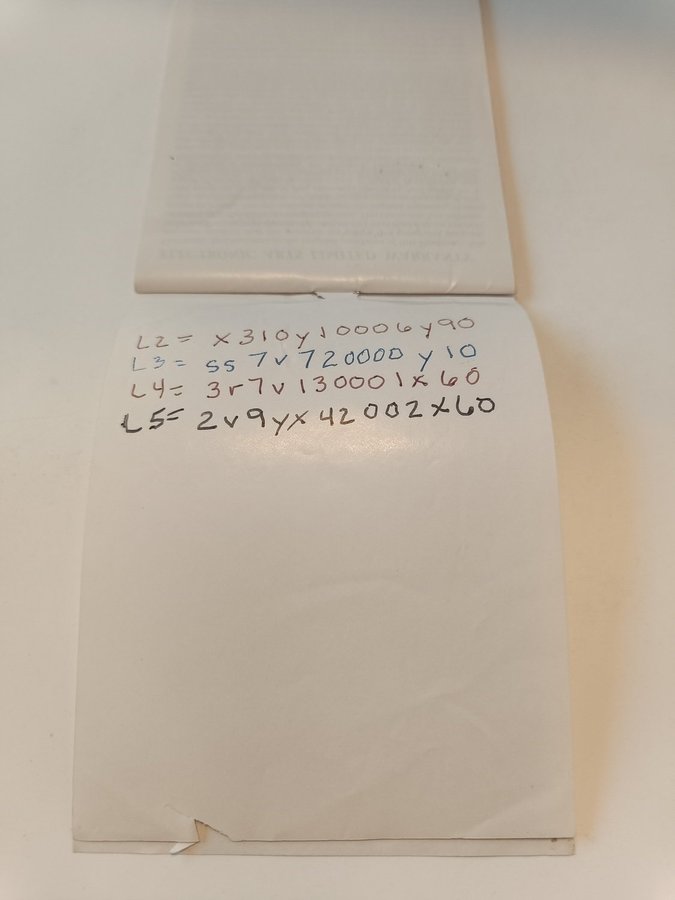 L2= x310y10006y90
L3= ss7v720000y10
L4= 3r7v130001x60
L5= 2v9yx42002x60